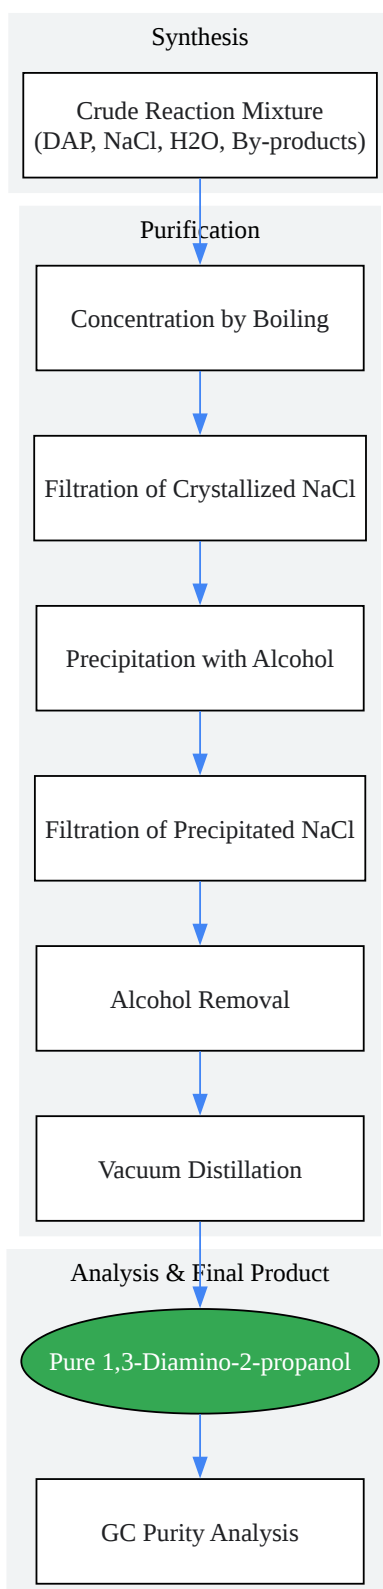 Synthesis
Crude Reaction Mixture
(DAP, NaCl, H2O, By-products)
Purification
Concentration by Boiling
Filtration of Crystallized NaCl
Precipitation with Alcohol
Filtration of Precipitated NaCl
Alcohol Removal
Vacuum Distillation
Analysis & Final Product
Pure 1,3-Diamino-2-propanol
GC Purity Analysis